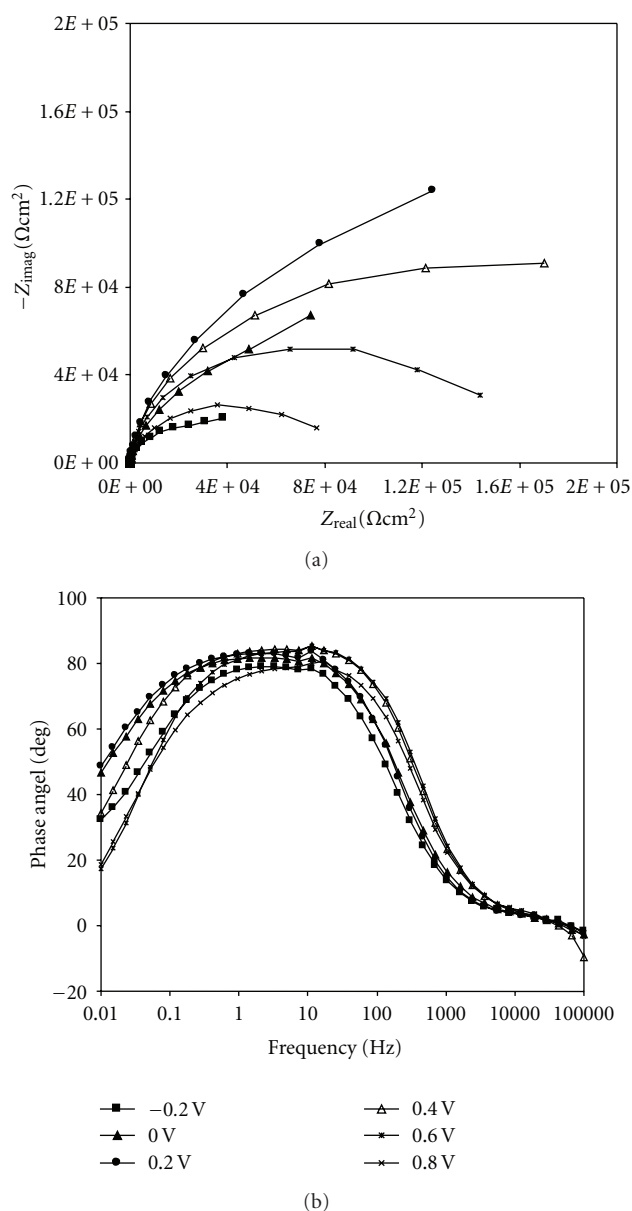 2E + 05
1.6E + 05
1.2E + 05
8E + 04
4E + 04
0E + 00
−Z_imag (Ωcm²)
0E + 00 4E + 04 8E + 04 1.2E + 05 1.6E + 05 2E + 05
Z_real (Ωcm²)
(a)
100
80
60
40
20
0
−20
Phase angel (deg)
0.01 0.1 1 10 100 1000 10000 100000
Frequency (Hz)
−0.2 V 0.4 V
0 V 0.6 V
0.2 V 0.8 V
(b)